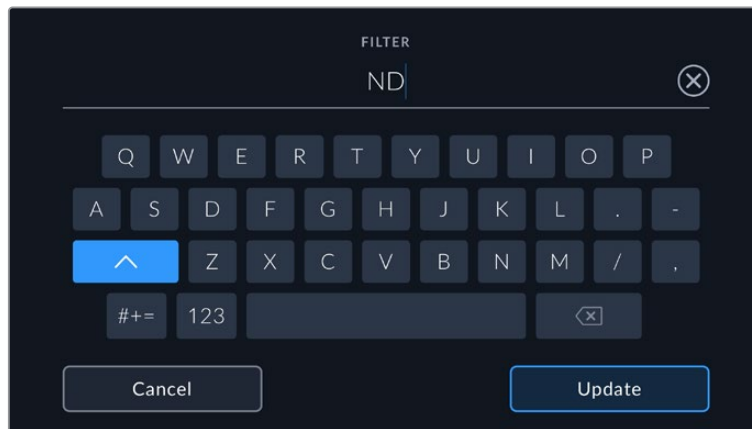 FILTER
ND
Q W E R T Y U I O P
A S D F G H J K L . -
Z X C V B N M / ,
#+= 123
Cancel Update